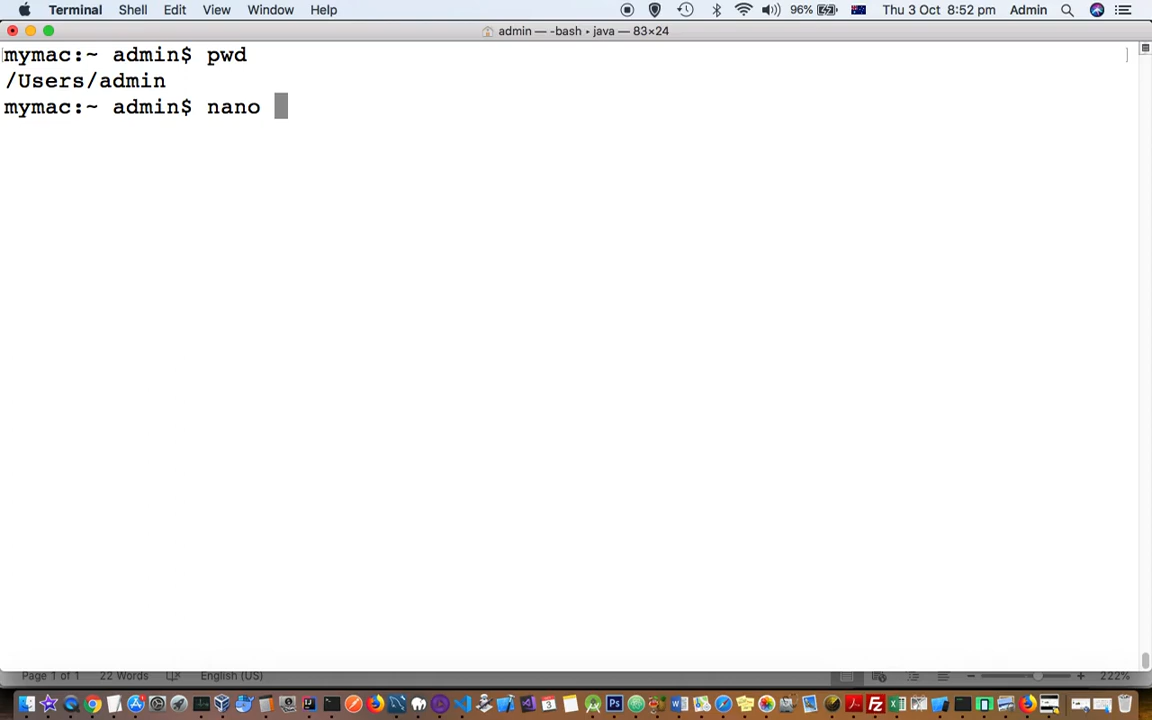 Terminal Shell Edit View Window Help 96% Thu 3 Oct 8:52 pm Admin
admin — -bash • java — 83×24
mymac:~ admin$ pwd
/Users/admin
mymac:~ admin$ nano
Page 1 of 1 22 Words English (US) 222%